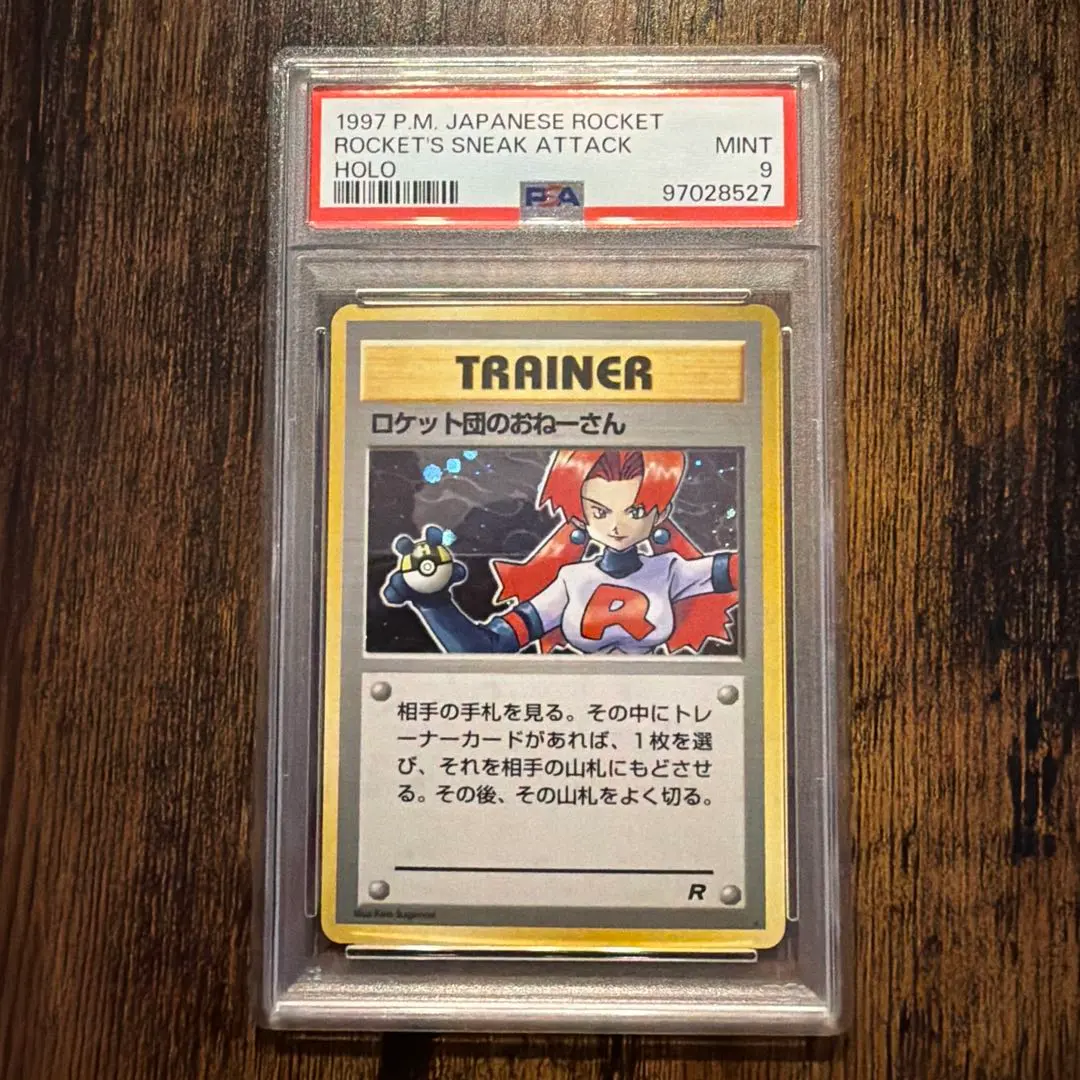 1997 P.M. JAPANESE ROCKET
ROCKET'S SNEAK ATTACK MINT
HOLO 9
PSA 97028527
TRAINER
ロケット団のおねーさん
R
相手の手札を見る。その中にトレ
ーナーカードがあれば、1枚を選
び、それを相手の山札にもどさせ
る。その後、その山札をよく切る。
R
Illus. Ken Sugimori